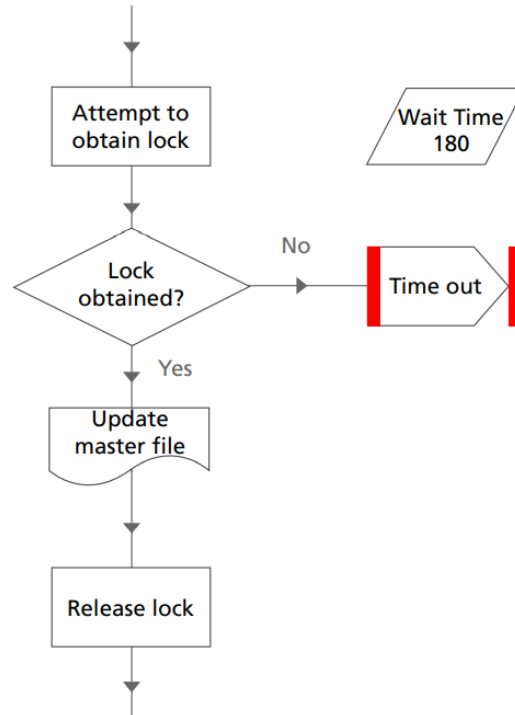 Attempt to
obtain lock
Wait Time
180
Lock
obtained?
No
Time out
Yes
Update
master file
Release lock